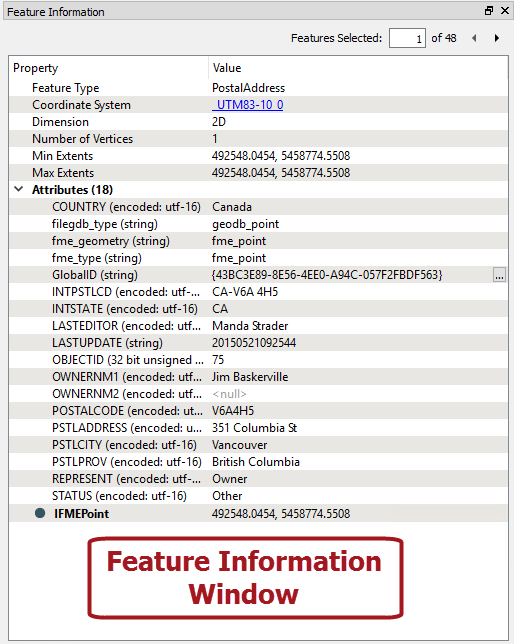 Feature Information
Features Selected: 1 of 48
Property Value
Feature Type PostalAddress
Coordinate System _UTM83-10_0
Dimension 2D
Number of Vertices 1
Min Extents 492548.0454, 5458774.5508
Max Extents 492548.0454, 5458774.5508
Attributes (18)
COUNTRY (encoded: utf-16) Canada
filegdb_type (string) geodb_point
fme_geometry (string) fme_point
fme_type (string) fme_point
GlobalID (string) {43BC3E89-8E56-4EE0-A94C-057F2FBDF563} ...
INTPSTLCD (encoded: utf-... CA-V6A 4H5
INTSTATE (encoded: utf-16) CA
LASTEDITOR (encoded: utf-... Manda Strader
LASTUPDATE (string) 20150521092544
OBJECTID (32 bit unsigned ... 75
OWNERNM1 (encoded: utf... Jim Baskerville
OWNERNM2 (encoded: utf... <null>
POSTALCODE (encoded: ut... V6A4H5
PSTLADDRESS (encoded: u... 351 Columbia St
PSTLCITY (encoded: utf-16) Vancouver
PSTLPROV (encoded: utf-16) British Columbia
REPRESENT (encoded: utf-... Owner
STATUS (encoded: utf-16) Other
IFMEPoint 492548.0454, 5458774.5508
Feature Information
Window